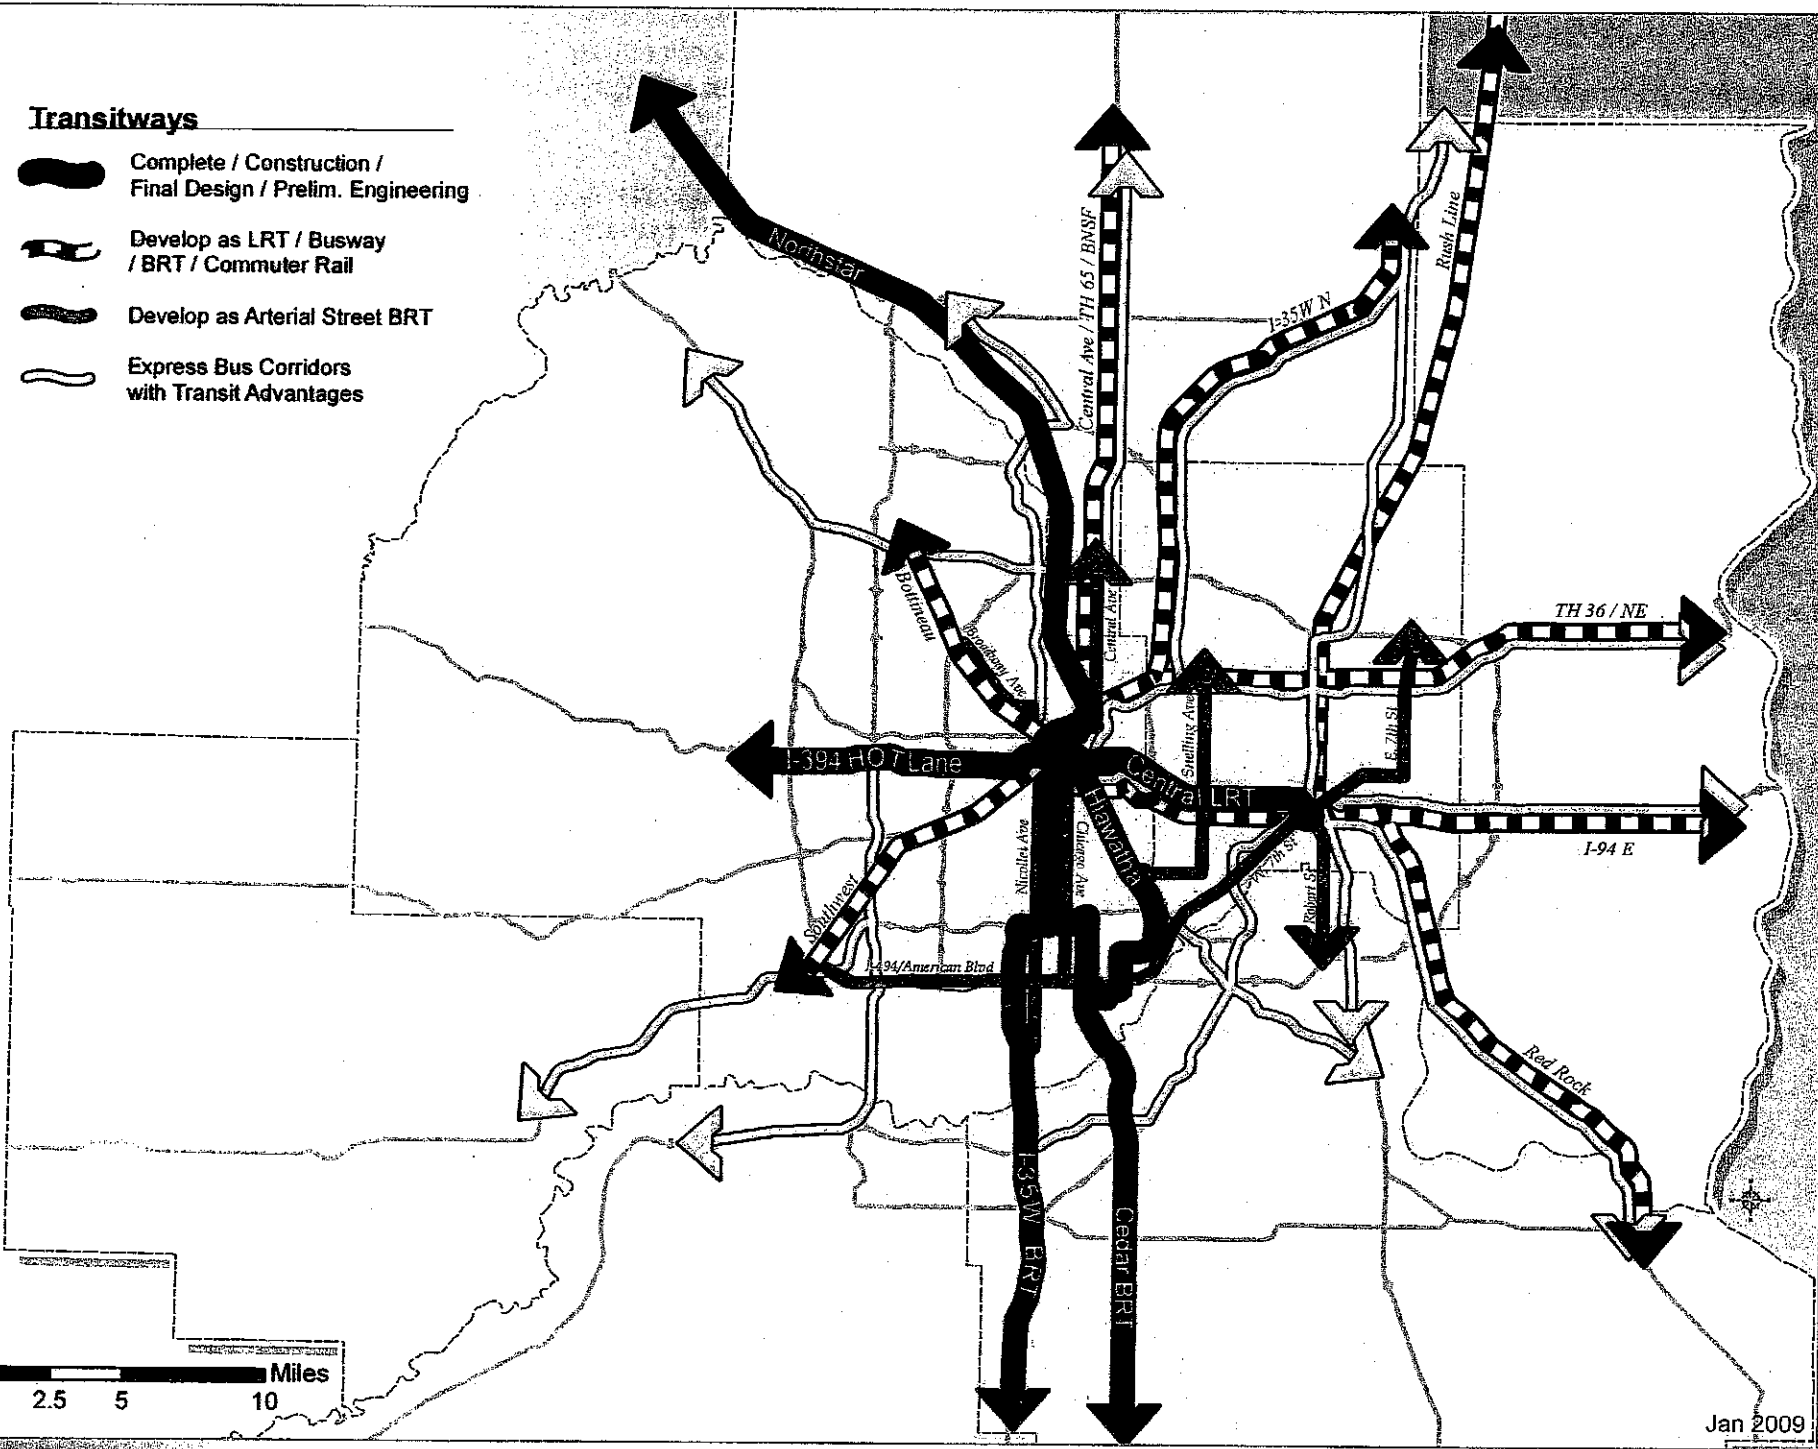 Transitways
Complete / Construction /
Final Design / Prelim. Engineering
Develop as LRT / Busway
/ BRT / Commuter Rail
Develop as Arterial Street BRT
Express Bus Corridors
with Transit Advantages
Northstar
Central Ave / TH 65 / BNSF
I-35W N
Rush Line
Bottineau
Broadway Ave
Central Ave
TH 36 / NE
I-394 HOT Lane
Central LRT
Snelling Ave
E. 7th St
Hiawatha
Nicollet Ave
Chicago Ave
W. 7th St
Robert St
I-94 E
Southwest
I-494/American Blvd
Red Rock
I-35W BRT
Cedar BRT
Miles
2.5 5 10
Jan 2009